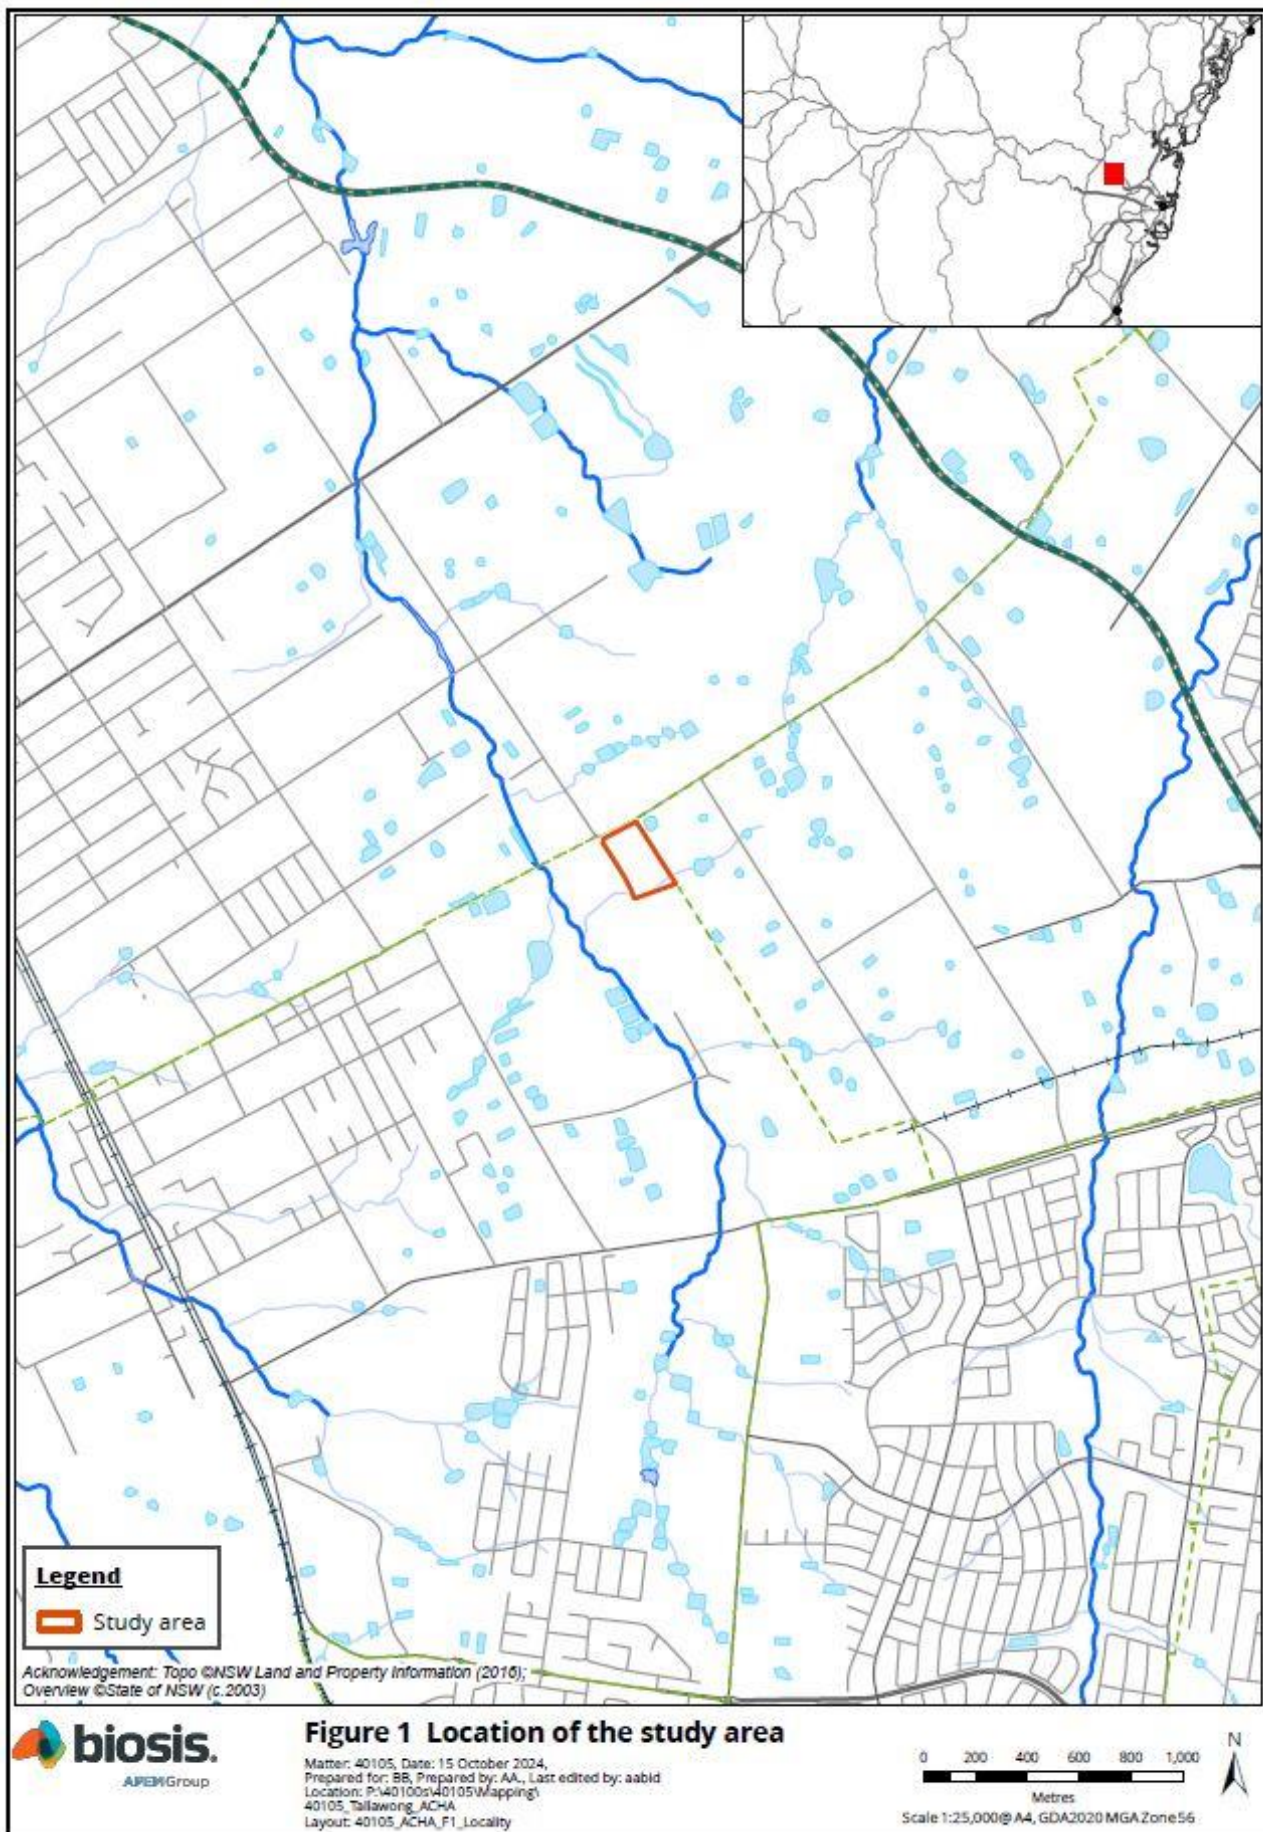 Legend
Study area
Acknowledgement: Topo ©NSW Land and Property Information (2016);
Overview ©State of NSW (c.2003)
biosis.
APEM Group
Figure 1 Location of the study area
Matter: 40105, Date: 15 October 2024,
Prepared for: BB, Prepared by: AA., Last edited by: aabid
Location: P:\40100s\40105\Mapping\
40105_Tallawong_ACHA
Layout: 40105_ACHA_F1_Locality
0 200 400 600 800 1,000
Metres
Scale 1:25,000@ A4, GDA2020 MGA Zone 56
N